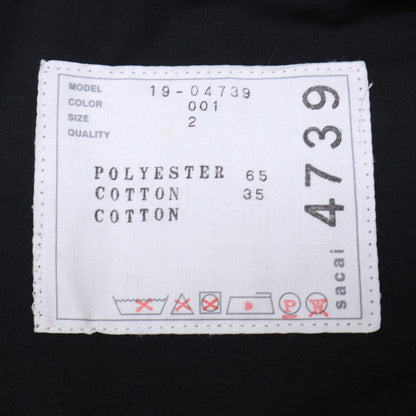 MODEL 19-04739
COLOR 001
SIZE 2
QUALITY
POLYESTER 65
COTTON 35
COTTON
P W
sacai 4739